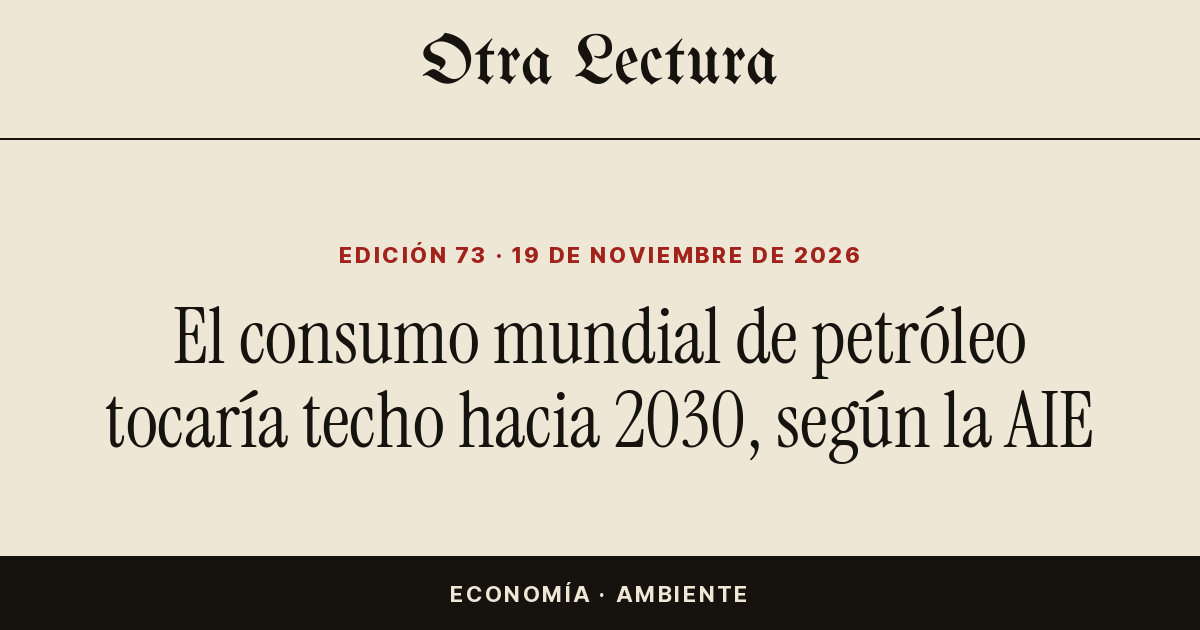 Otra Lectura
EDICIÓN 73 · 19 DE NOVIEMBRE DE 2026
El consumo mundial de petróleo
tocaría techo hacia 2030, según la AIE
ECONOMÍA · AMBIENTE